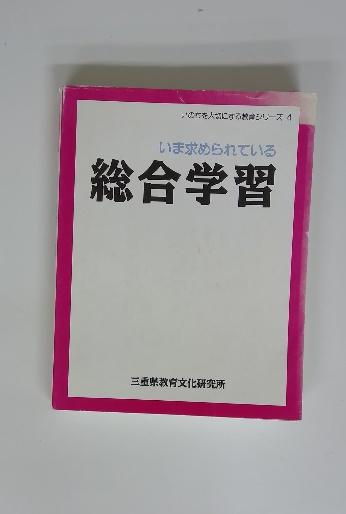 いのちを大切にする教育シリーズ 4
いま求められている
総合学習
三重県教育文化研究所